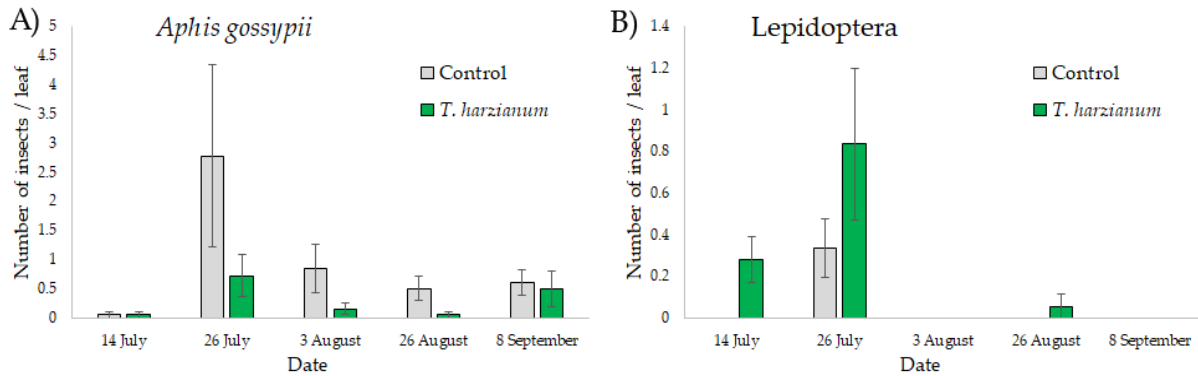 A)
Aphis gossypii
Number of insects / leaf
5
4.5
4
3.5
3
2.5
2
1.5
1
0.5
0
Control
T. harzianum
14 July
26 July
3 August
26 August
8 September
Date
B)
Lepidoptera
Number of insects / leaf
1.4
1.2
1
0.8
0.6
0.4
0.2
0
Control
T. harzianum
14 July
26 July
3 August
26 August
8 September
Date